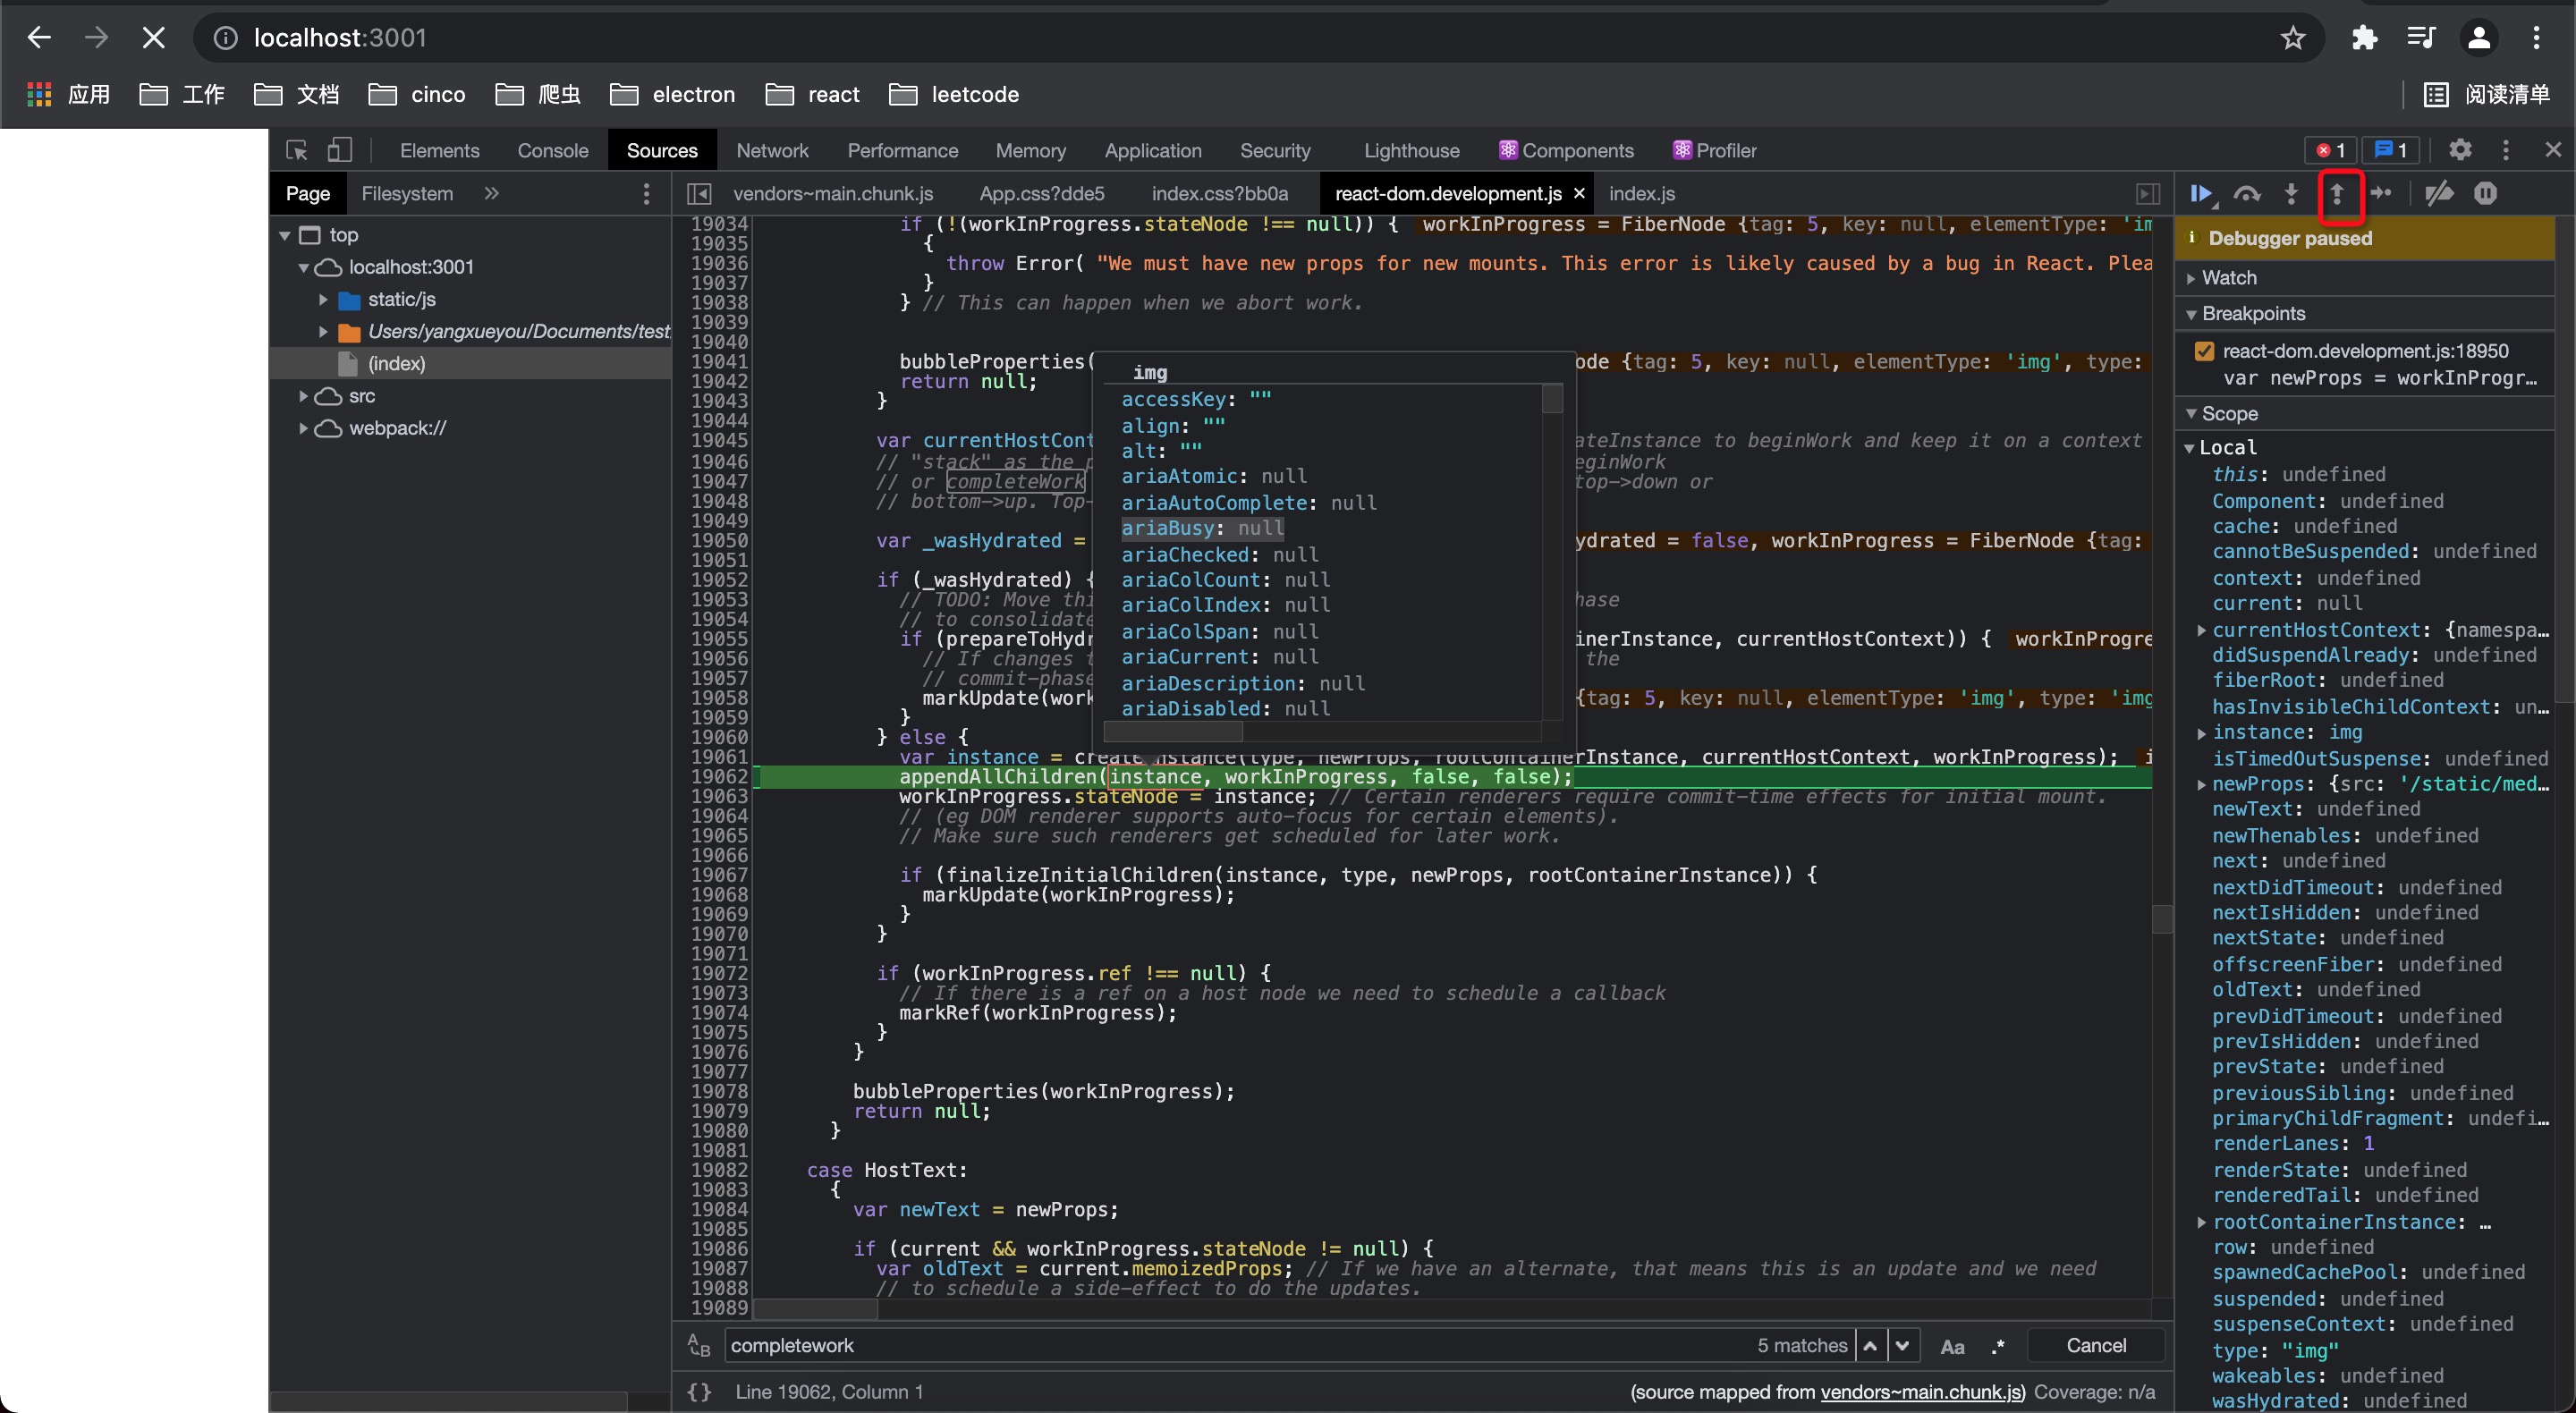 localhost:3001
应用 工作 文档 cinco 爬虫 electron react leetcode 阅读清单
Elements Console Sources Network Performance Memory Application Security Lighthouse Components Profiler 1 1
Page Filesystem »
vendors~main.chunk.js App.css?dde5 index.css?bb0a react-dom.development.js × index.js
top
localhost:3001
static/js
Users/yangxueyou/Documents/test
(index)
src
webpack://
19034 if (!(workInProgress.stateNode !== null)) { workInProgress = FiberNode {tag: 5, key: null, elementType: 'im
19035 {
19036 throw Error( "We must have new props for new mounts. This error is likely caused by a bug in React. Plea
19037 }
19038 } // This can happen when we abort work.
19039
19040
19041 bubbleProperties( ode {tag: 5, key: null, elementType: 'img', type:
19042 return null;
19043 }
19044
19045 var currentHostCont ateInstance to beginWork and keep it on a context
19046 // "stack" as the p eginWork
19047 // or completeWork top->down or
19048 // bottom->up. Top-
19049
19050 var _wasHydrated = ydrated = false, workInProgress = FiberNode {tag:
19051
19052 if (_wasHydrated) {
19053 // TODO: Move thi hase
19054 // to consolidate
19055 if (prepareToHydr inerInstance, currentHostContext)) { workInProgre
19056 // If changes t the
19057 // commit-phase
19058 markUpdate(work {tag: 5, key: null, elementType: 'img', type: 'img
19059 }
19060 } else {
19061 var instance = createInstance(type, newProps, rootContainerInstance, currentHostContext, workInProgress); i
19062 appendAllChildren(instance, workInProgress, false, false);
19063 workInProgress.stateNode = instance; // Certain renderers require commit-time effects for initial mount.
19064 // (eg DOM renderer supports auto-focus for certain elements).
19065 // Make sure such renderers get scheduled for later work.
19066
19067 if (finalizeInitialChildren(instance, type, newProps, rootContainerInstance)) {
19068 markUpdate(workInProgress);
19069 }
19070 }
19071
19072 if (workInProgress.ref !== null) {
19073 // If there is a ref on a host node we need to schedule a callback
19074 markRef(workInProgress);
19075 }
19076 }
19077
19078 bubbleProperties(workInProgress);
19079 return null;
19080 }
19081
19082 case HostText:
19083 {
19084 var newText = newProps;
19085
19086 if (current && workInProgress.stateNode != null) {
19087 var oldText = current.memoizedProps; // If we have an alternate, that means this is an update and we need
19088 // to schedule a side-effect to do the updates.
19089
img
accessKey: ""
align: ""
alt: ""
ariaAtomic: null
ariaAutoComplete: null
ariaBusy: null
ariaChecked: null
ariaColCount: null
ariaColIndex: null
ariaColSpan: null
ariaCurrent: null
ariaDescription: null
ariaDisabled: null
completework 5 matches Aa .* Cancel
{} Line 19062, Column 1 (source mapped from vendors~main.chunk.js) Coverage: n/a
Debugger paused
Watch
Breakpoints
react-dom.development.js:18950
var newProps = workInProgr…
Scope
Local
this: undefined
Component: undefined
cache: undefined
cannotBeSuspended: undefined
context: undefined
current: null
currentHostContext: {namespa…
didSuspendAlready: undefined
fiberRoot: undefined
hasInvisibleChildContext: un…
instance: img
isTimedOutSuspense: undefined
newProps: {src: '/static/med…
newText: undefined
newThenables: undefined
next: undefined
nextDidTimeout: undefined
nextIsHidden: undefined
nextState: undefined
offscreenFiber: undefined
oldText: undefined
prevDidTimeout: undefined
prevIsHidden: undefined
prevState: undefined
previousSibling: undefined
primaryChildFragment: undefi…
renderLanes: 1
renderState: undefined
renderedTail: undefined
rootContainerInstance: …
row: undefined
spawnedCachePool: undefined
suspended: undefined
suspenseContext: undefined
type: "img"
wakeables: undefined
wasHydrated: undefined